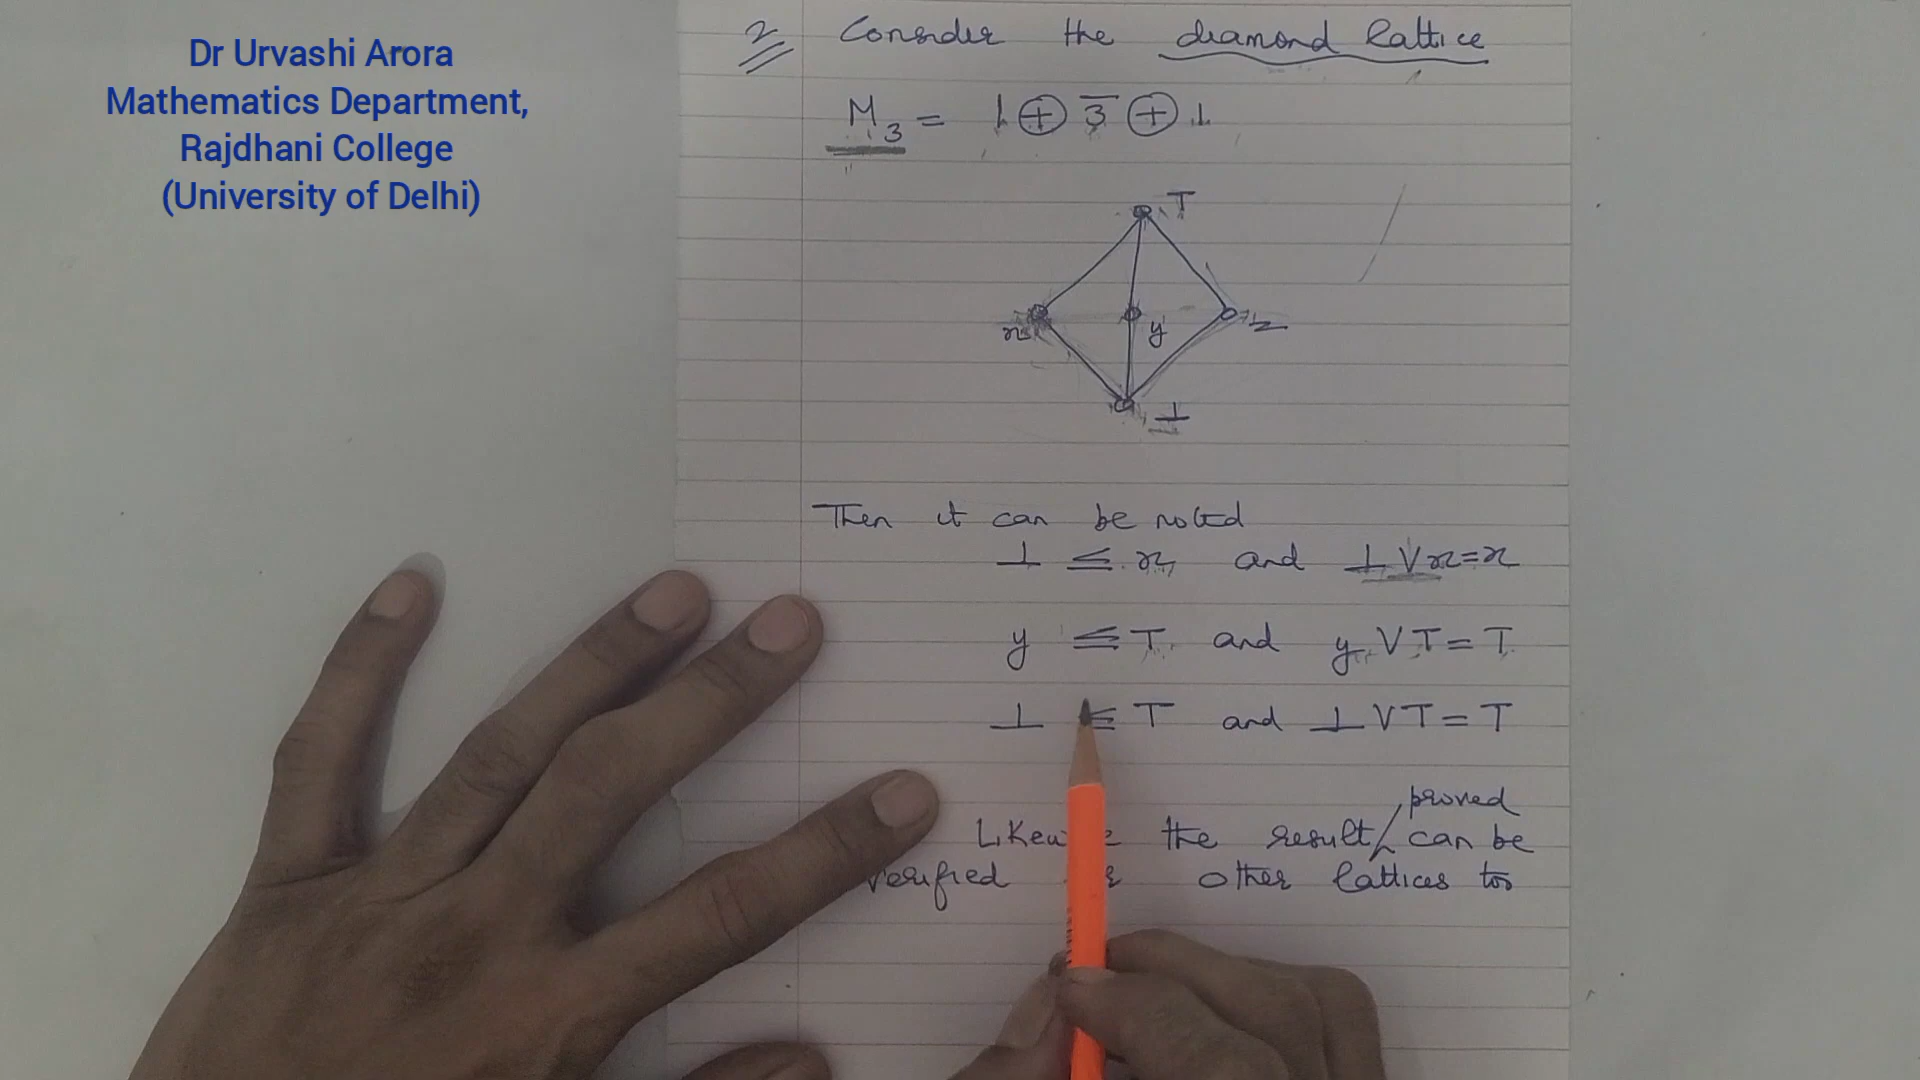 Dr Urvashi Arora
Mathematics Department,
Rajdhani College
(University of Delhi)
2 Consider the diamond lattice
M3 = 1 ⊕ 3̅ ⊕ 1
T
x y z
⊥
Then it can be noted
⊥ ≤ x, and ⊥ ∨ x = x
y ≤ T and y ∨ T = T
⊥ ≤ T and ⊥ ∨ T = T
proved
the result can be
verified other lattices too